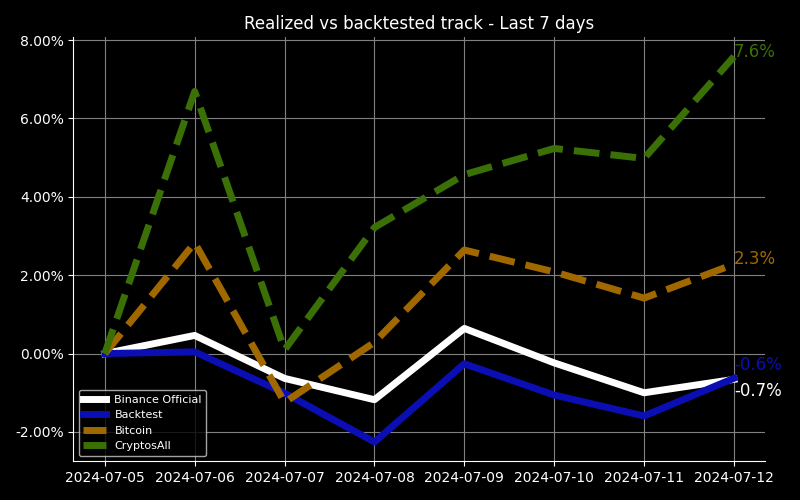 Realized vs backtested track - Last 7 days
8.00%
6.00%
4.00%
2.00%
0.00%
-2.00%
7.6%
2.3%
-0.6%
-0.7%
Binance Official
Backtest
Bitcoin
CryptosAll
2024-07-05 2024-07-06 2024-07-07 2024-07-08 2024-07-09 2024-07-10 2024-07-11 2024-07-12